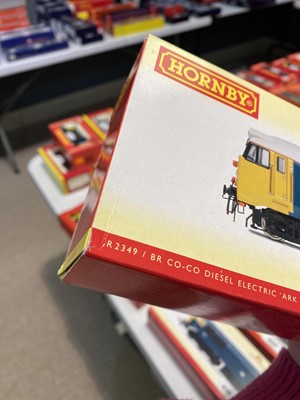 HORNBY®
R2349 / BR CO-CO DIESEL ELECTRIC 'ARK